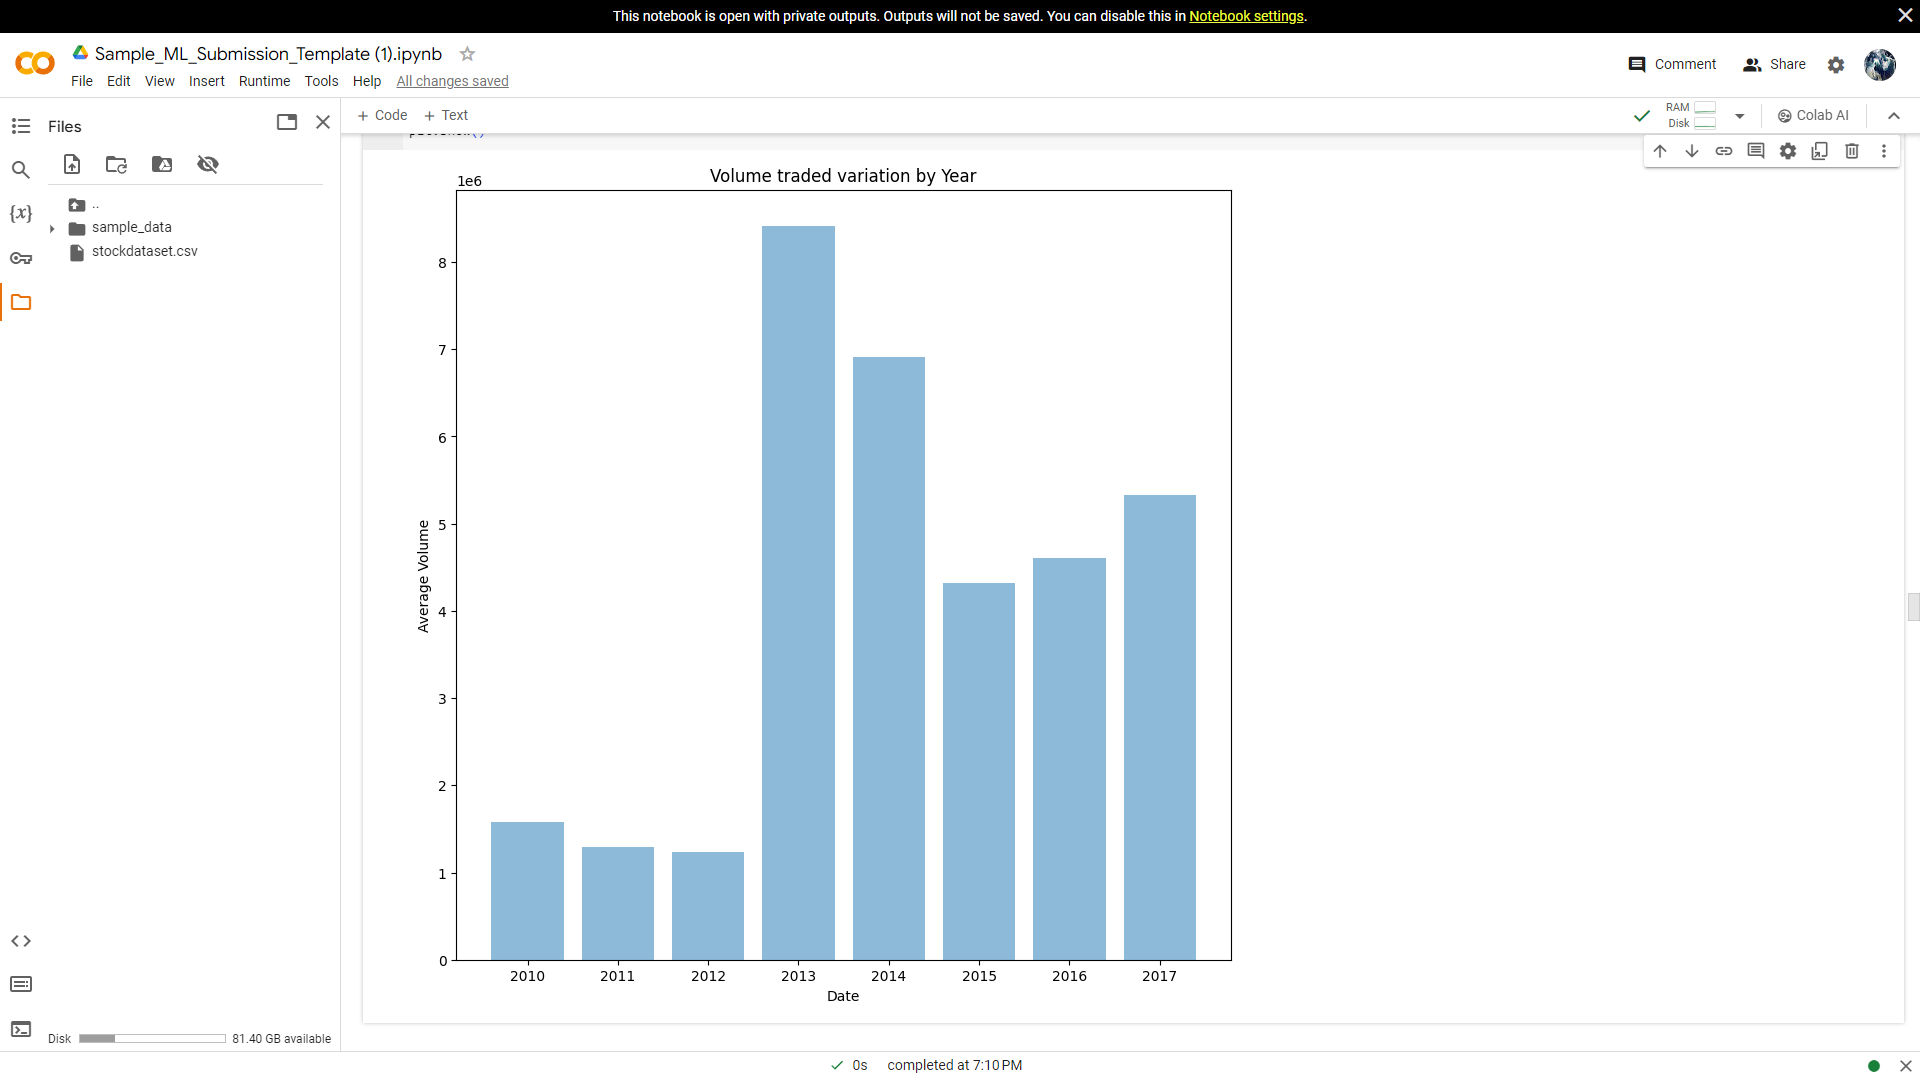 This notebook is open with private outputs. Outputs will not be saved. You can disable this in Notebook settings.
Sample_ML_Submission_Template (1).ipynb
File Edit View Insert Runtime Tools Help All changes saved
Comment Share
Files
+ Code + Text
RAM
Disk
Colab AI
..
sample_data
stockdataset.csv
{x}
Volume traded variation by Year
1e6
8
7
6
5
4
3
2
1
0
Average Volume
2010 2011 2012 2013 2014 2015 2016 2017
Date
Disk 81.40 GB available
0s completed at 7:10 PM